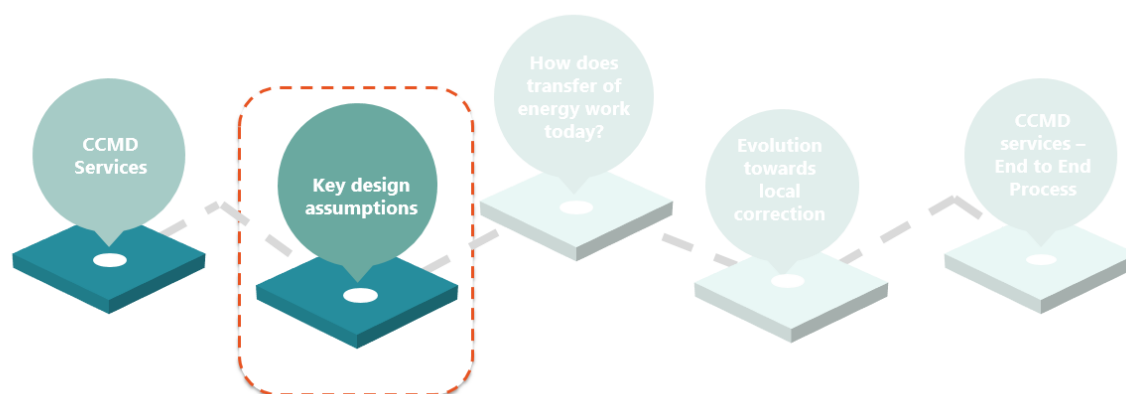 CCMD
Services
Key design
assumptions
How does
transfer of
energy work
today?
Evolution
towards
local
correction
CCMD
services –
End to End
Process